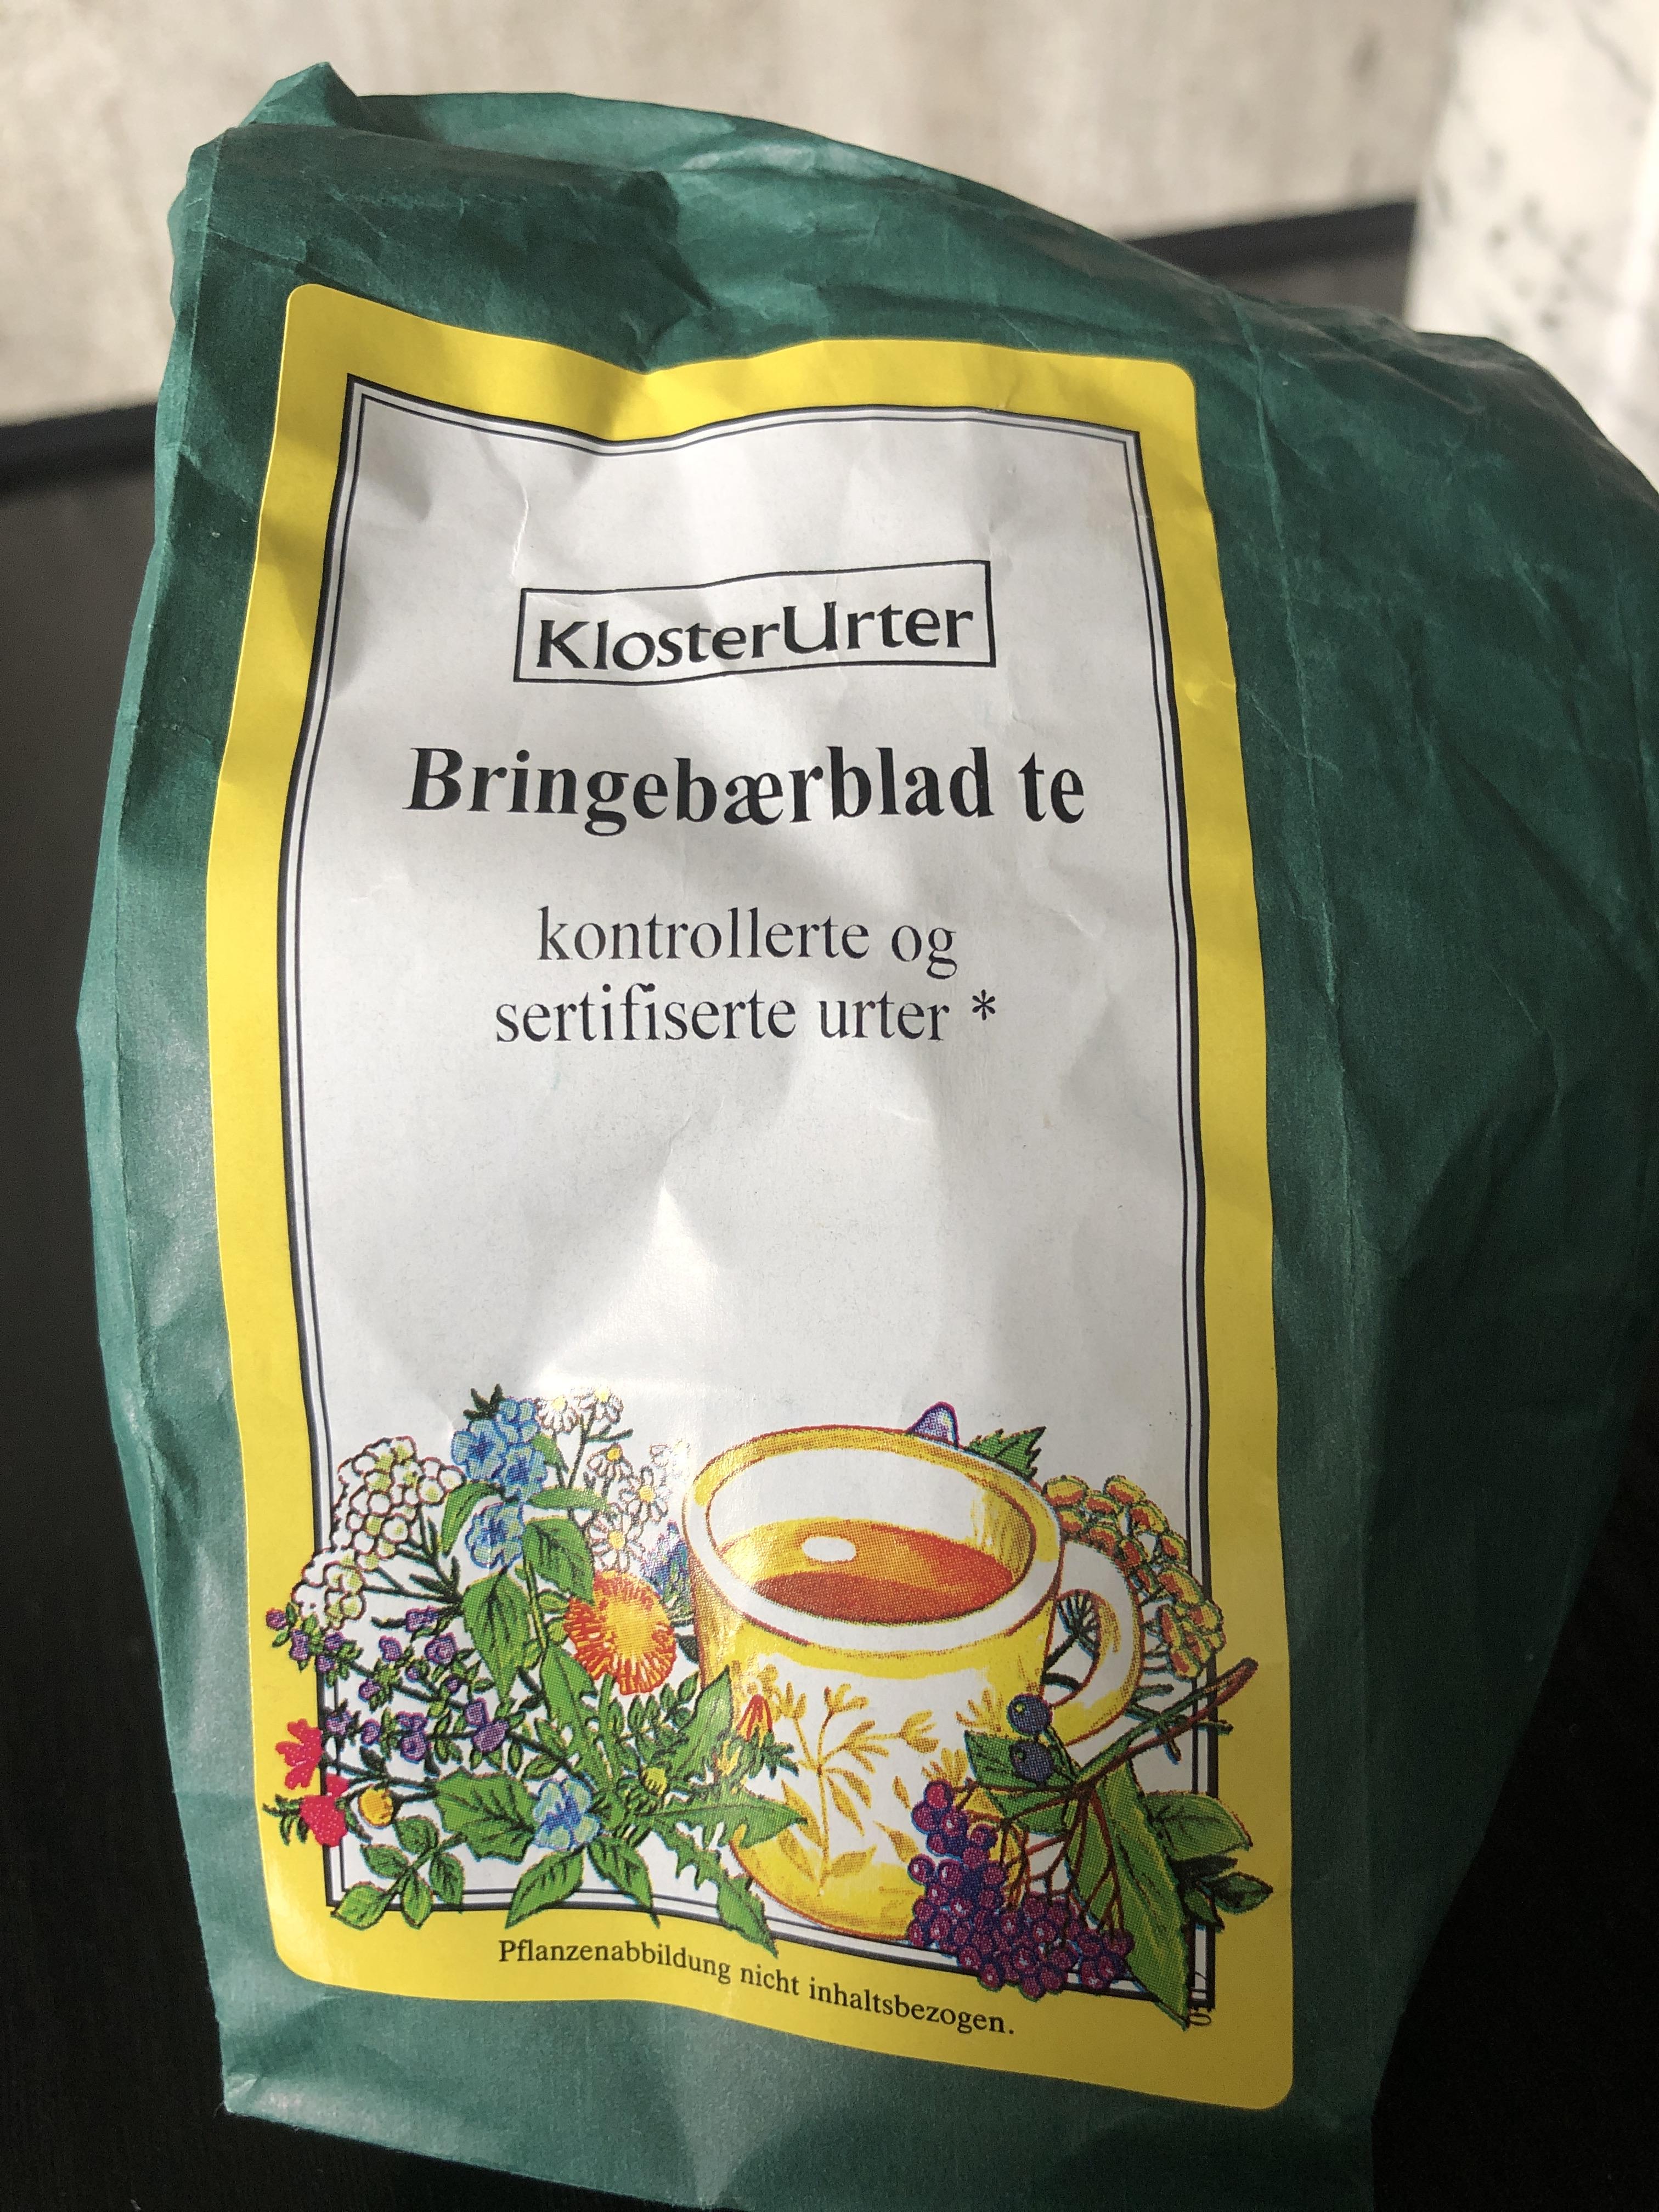 KlosterUrter
Bringebærblad te
kontrollerte og
sertifiserte urter *
Pflanzenabbildung nicht inhaltsbezogen.